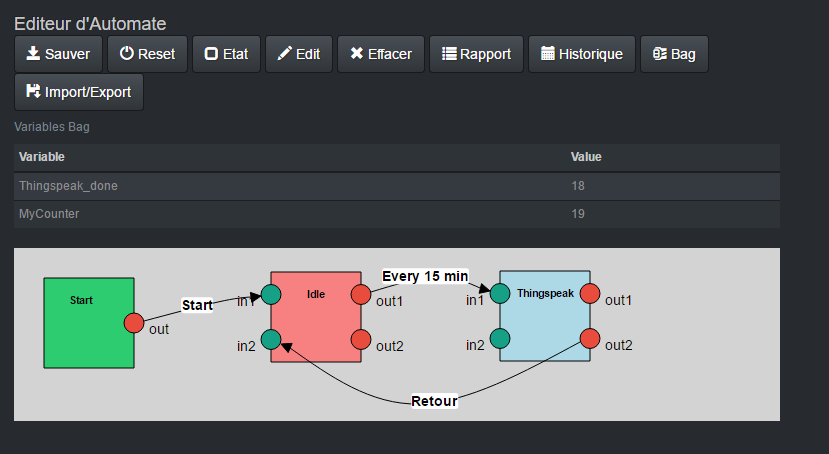 Editeur d'Automate
Sauver Reset Etat Edit Effacer Rapport Historique Bag
Import/Export
Variables Bag
Variable Value
Thingspeak_done 18
MyCounter 19
Every 15 min
Start Idle Thingspeak
Start in1 out1 in1 out1
out in2 out2 in2 out2
Retour